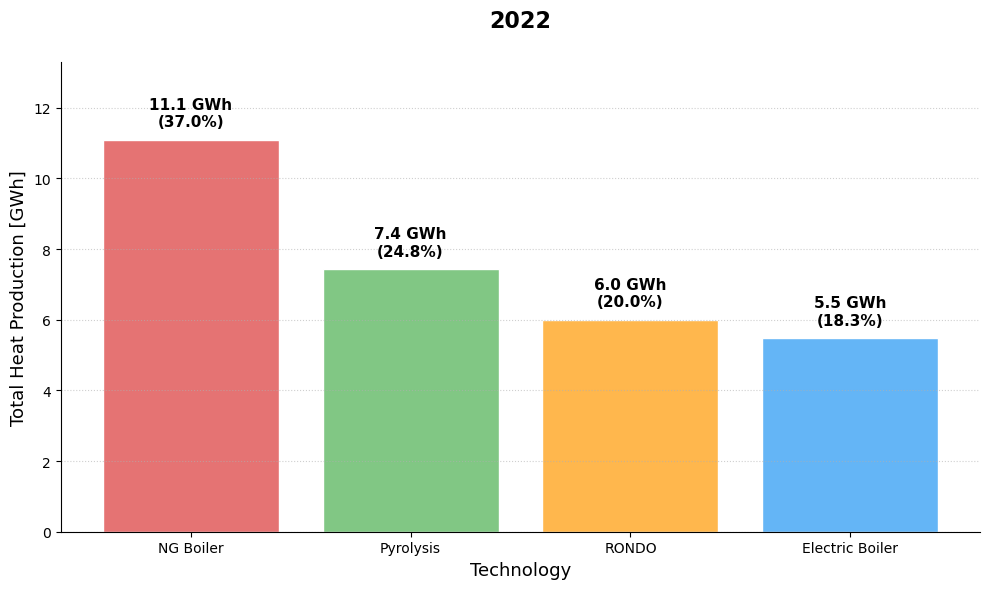 2022
Total Heat Production [GWh]
12
10
8
6
4
2
0
11.1 GWh
(37.0%)
7.4 GWh
(24.8%)
6.0 GWh
(20.0%)
5.5 GWh
(18.3%)
NG Boiler
Pyrolysis
RONDO
Electric Boiler
Technology